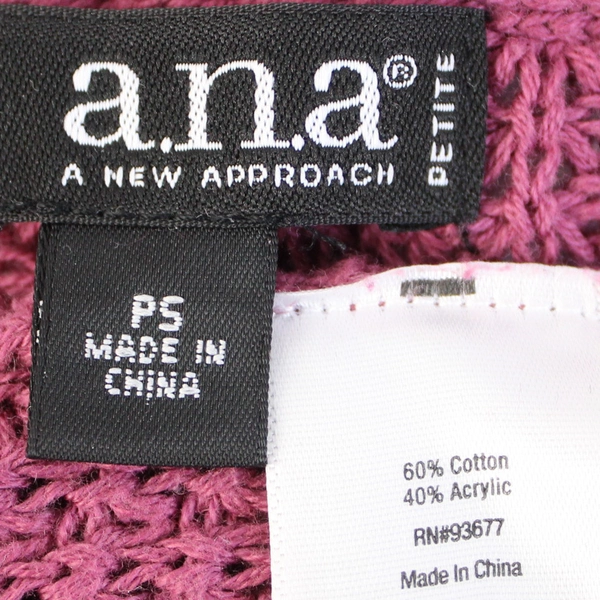 a.n.a®
A NEW APPROACH
PETITE
PS
MADE IN
CHINA
60% Cotton
40% Acrylic
RN#93677
Made In China